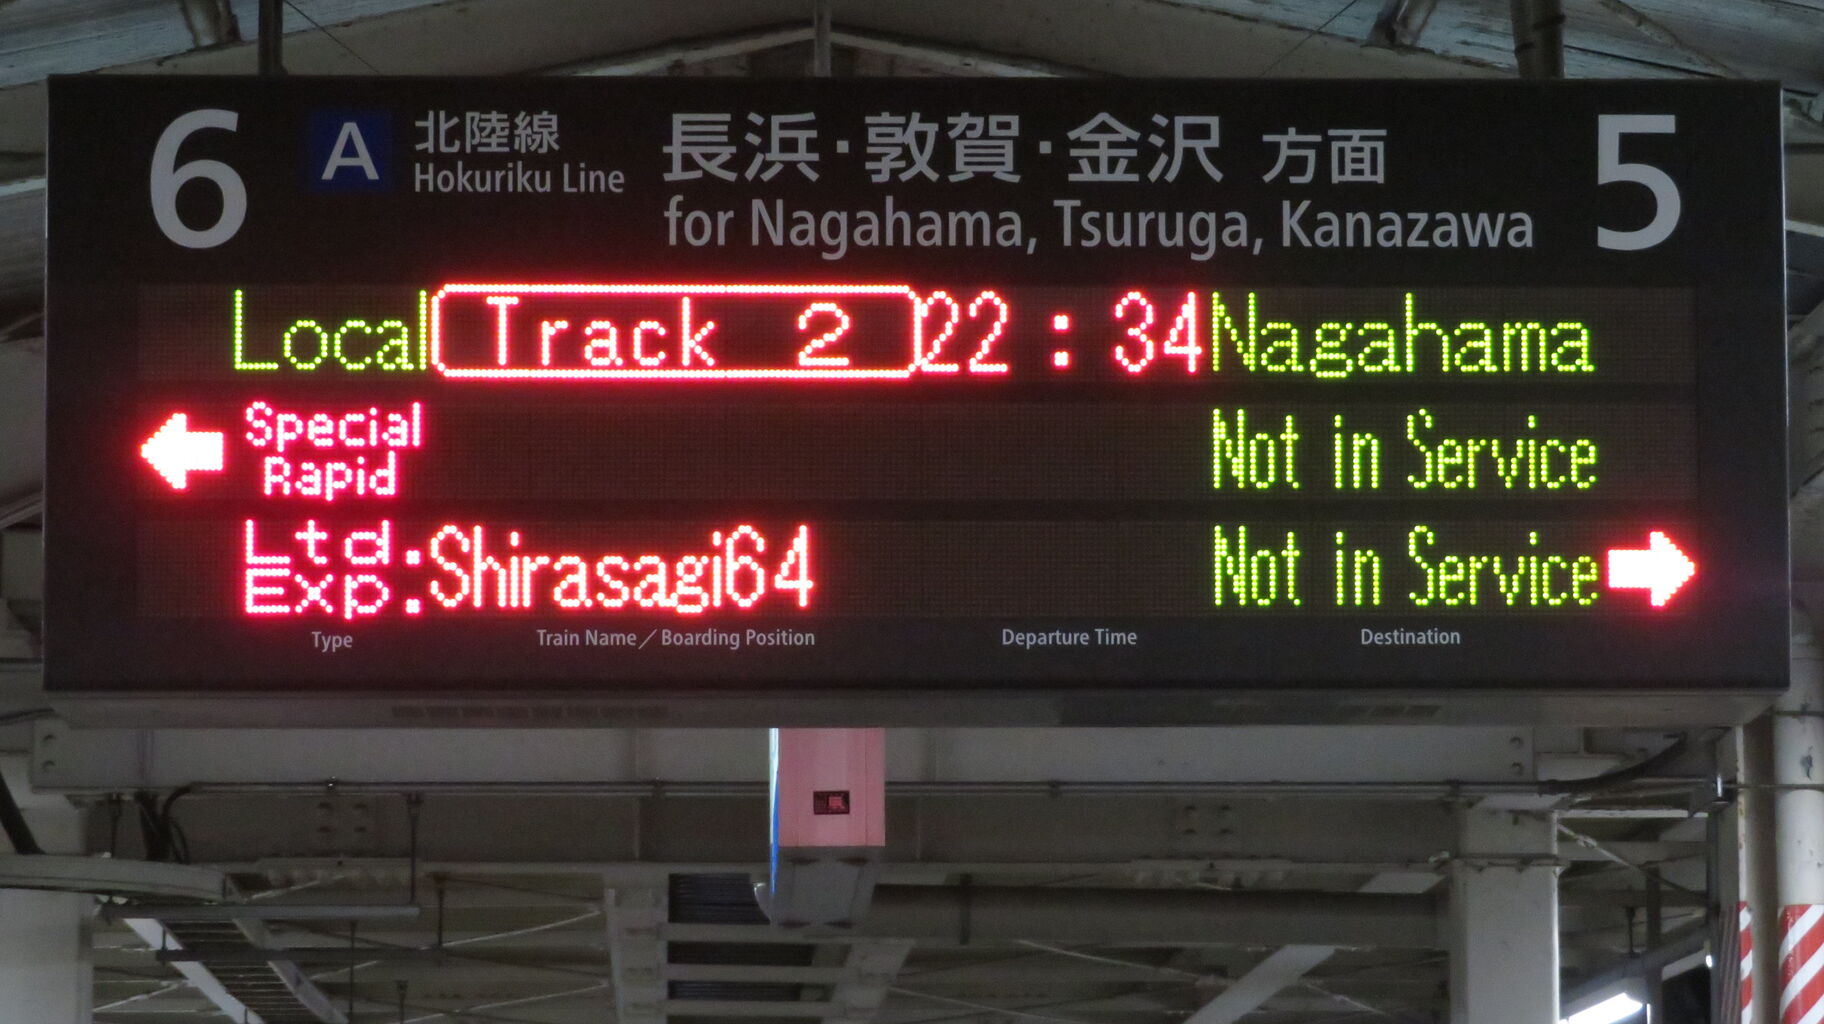 6 A 北陸線 長浜・敦賀・金沢 方面 5
Hokuriku Line for Nagahama, Tsuruga, Kanazawa
Local Track 2 22:34 Nagahama
Special Rapid Not in Service
Ltd. Exp. Shirasagi64 Not in Service
Type Train Name／Boarding Position Departure Time Destination